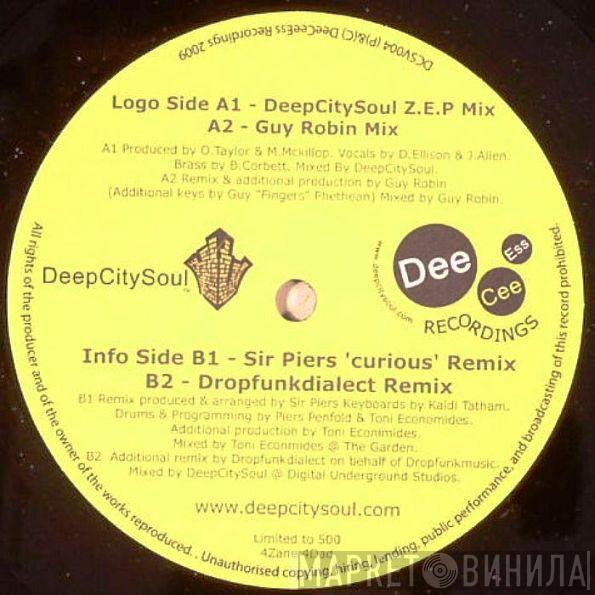 DCSV004 (P)&(C) DeeCeeEss Recordings 2009
Logo Side A1 - DeepCitySoul Z.E.P Mix
A2 - Guy Robin Mix
A1 Produced by O.Taylor & M.Mckillop. Vocals by D.Ellison & J.Allen.
Brass by B.Corbett. Mixed By DeepCitySoul.
A2 Remix & additional production by Guy Robin
(Additional keys by Guy "Fingers" Phethean) Mixed by Guy Robin.
DeepCitySoul
www.deepcitysoul.com
Dee
Cee
Ess
RECORDINGS
Info Side B1 - Sir Piers 'curious' Remix
B2 - Dropfunkdialect Remix
B1 Remix produced & arranged by Sir Piers Keyboards by Kaidi Tatham.
Drums & Programming by Piers Penfold & Toni Economides.
Additional production by Toni Econimides.
Mixed by Toni Econmides @ The Garden.
B2 Additional remix by Dropfunkdialect on behalf of Dropfunkmusic.
Mixed by DeepCitySoul @ Digital Underground Studios.
www.deepcitysoul.com
Limited to 500
4Zane4Dad
All rights of the producer and of the owner of the works reproduced.. Unauthorised copying, hiring, lending, public performance, and broadcasting of this record prohibited.
МАРКЕТ ВИНИЛА